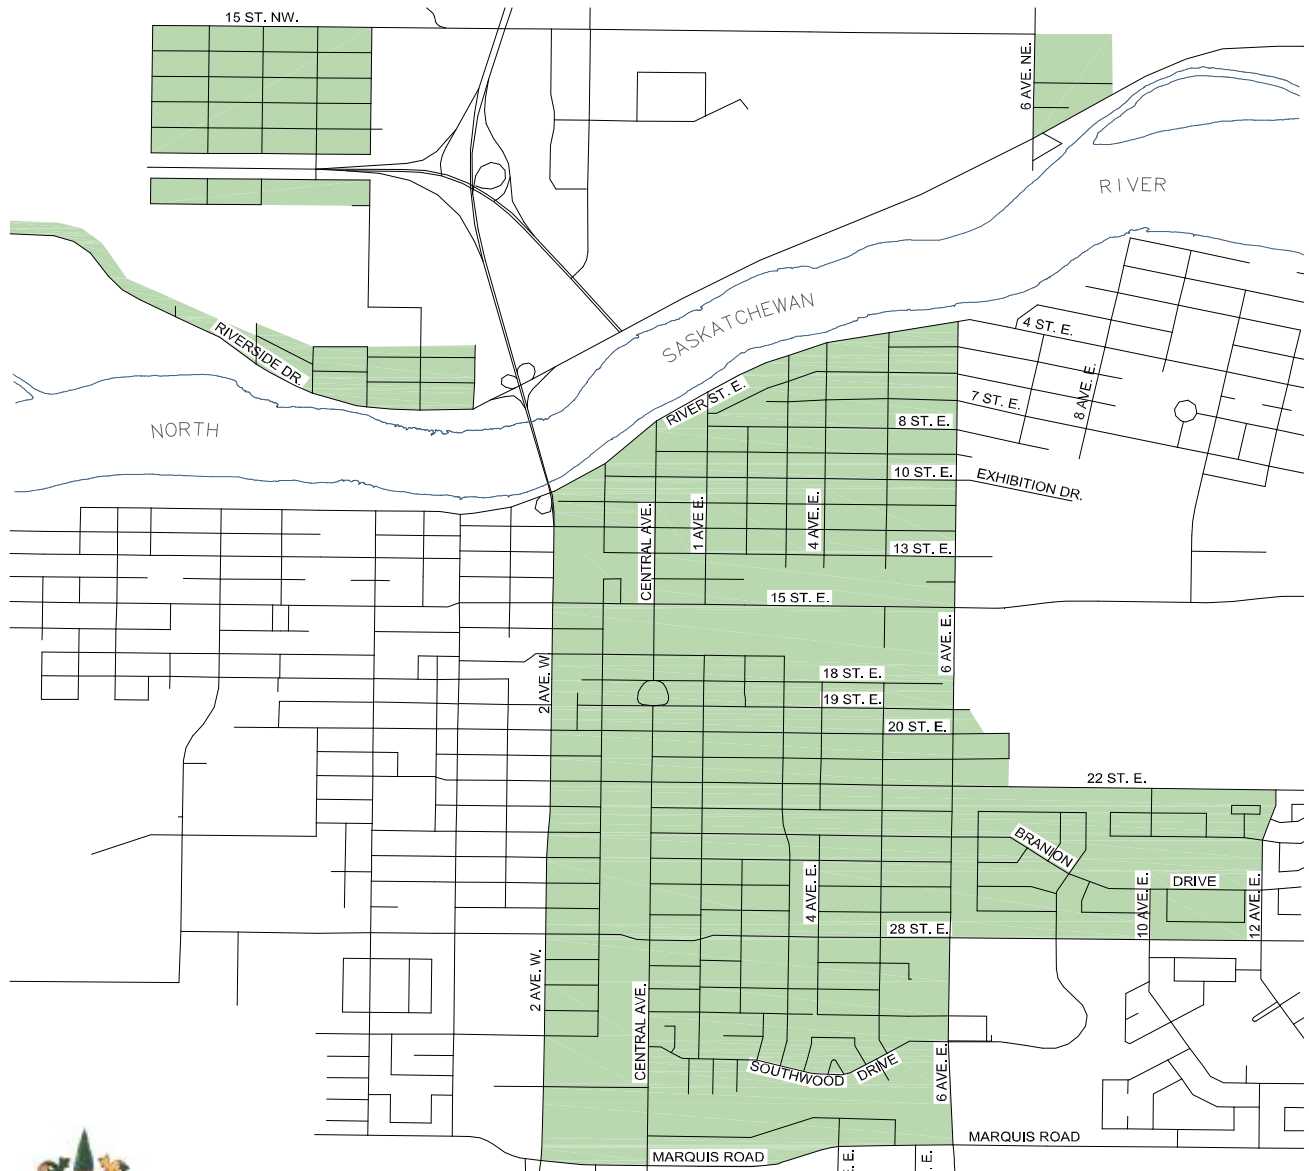 15 ST. NW.
6 AVE. NE.
RIVER
SASKATCHEWAN
NORTH
RIVERSIDE DR.
RIVER ST. E.
4 ST. E.
7 ST. E.
8 AVE. E.
8 ST. E.
10 ST. E.
EXHIBITION DR.
CENTRAL AVE.
1 AVE E.
4 AVE. E.
13 ST. E.
15 ST. E.
6 AVE. E.
2 AVE. W.
18 ST. E.
19 ST. E.
20 ST. E.
22 ST. E.
BRANION
DRIVE
4 AVE. E.
10 AVE. E.
12 AVE. E.
28 ST. E.
2 AVE. W.
CENTRAL AVE.
SOUTHWOOD DRIVE
6 AVE. E.
MARQUIS ROAD
MARQUIS ROAD
E.
E.